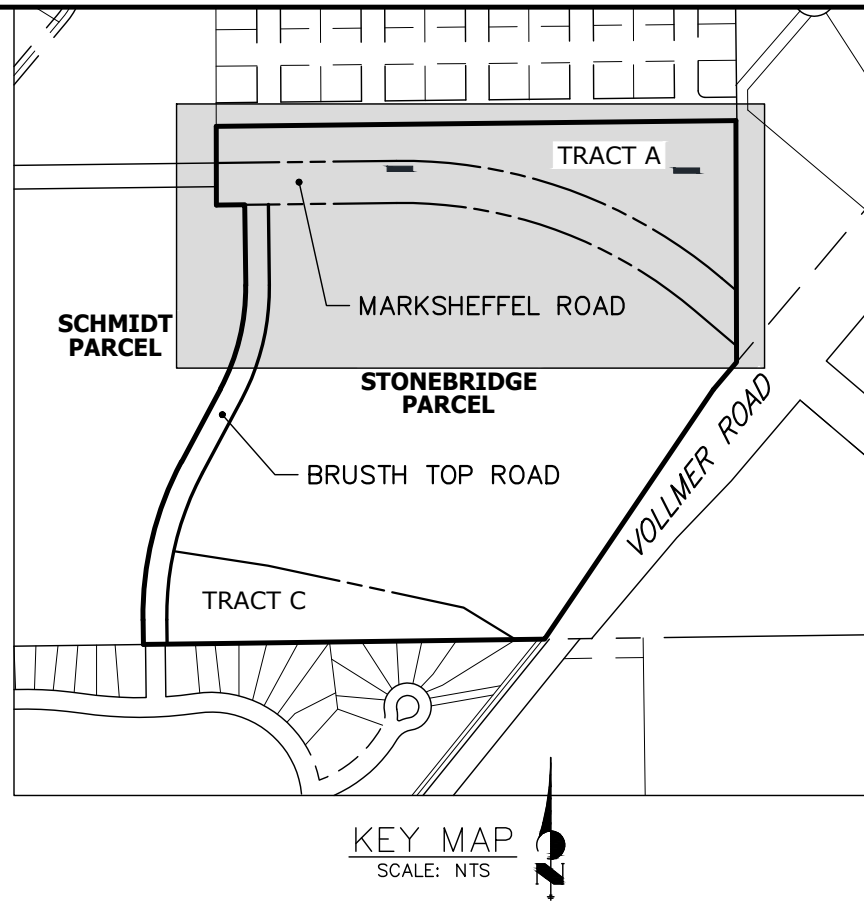 TRACT A
MARKSHEFFEL ROAD
SCHMIDT
PARCEL
STONEBRIDGE
PARCEL
VOLLMER ROAD
BRUSTH TOP ROAD
TRACT C
KEY MAP
SCALE: NTS
N